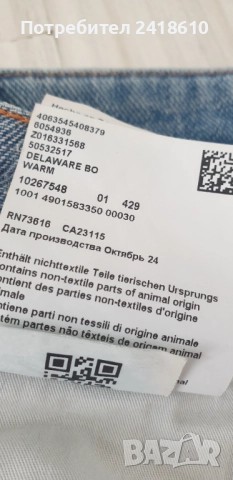 Потребител 2418610
4063545408379
6054936
Z016331568
50532517
DELAWARE BO
WARM
10267548 01 429
1001 4901583350 00030
RN73616 CA23115
Дата производства Октябрь 24
Enthält nichttextile Teile tierischen Ursprungs
contains non-textile parts of animal origin
contient des parties non-textiles d'origine
animale
contiene parti non tessili di origine animale
contém partes não têxteis de origem animal
BAZAR